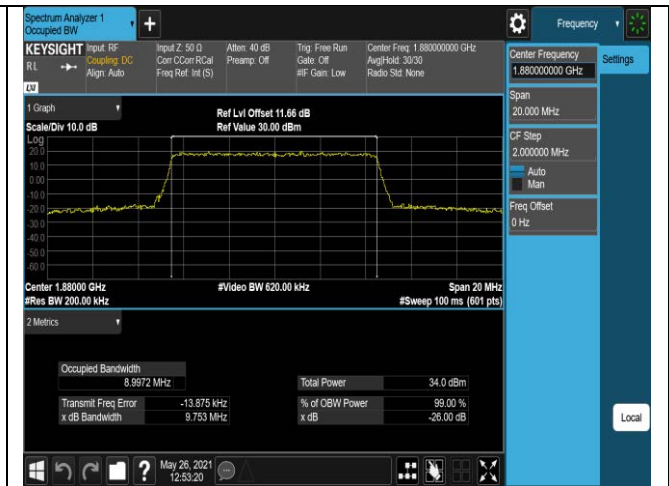 Spectrum Analyzer 1
Occupied BW
+
Frequency
KEYSIGHT
RL
LXI
Input: RF
Coupling: DC
Align: Auto
Input Z: 50 Ω
Corr CCorr RCal
Freq Ref: Int (S)
Atten: 40 dB
Preamp: Off
Trig: Free Run
Gate: Off
#IF Gain: Low
Center Freq: 1.880000000 GHz
Avg|Hold: 30/30
Radio Std: None
Center Frequency
1.880000000 GHz
Settings
Span
20.000 MHz
CF Step
2.000000 MHz
Auto
Man
Freq Offset
0 Hz
Local
1 Graph
Scale/Div 10.0 dB
Ref Lvl Offset 11.66 dB
Ref Value 30.00 dBm
Log
20.0
10.0
0.00
-10.0
-20.0
-30.0
-40.0
-50.0
-60.0
Center 1.88000 GHz
#Video BW 620.00 kHz
Span 20 MHz
#Res BW 200.00 kHz
#Sweep 100 ms (601 pts)
2 Metrics
Occupied Bandwidth
8.9972 MHz
Total Power 34.0 dBm
Transmit Freq Error -13.875 kHz
% of OBW Power 99.00 %
x dB Bandwidth 9.753 MHz
x dB -26.00 dB
?
May 26, 2021
12:53:20